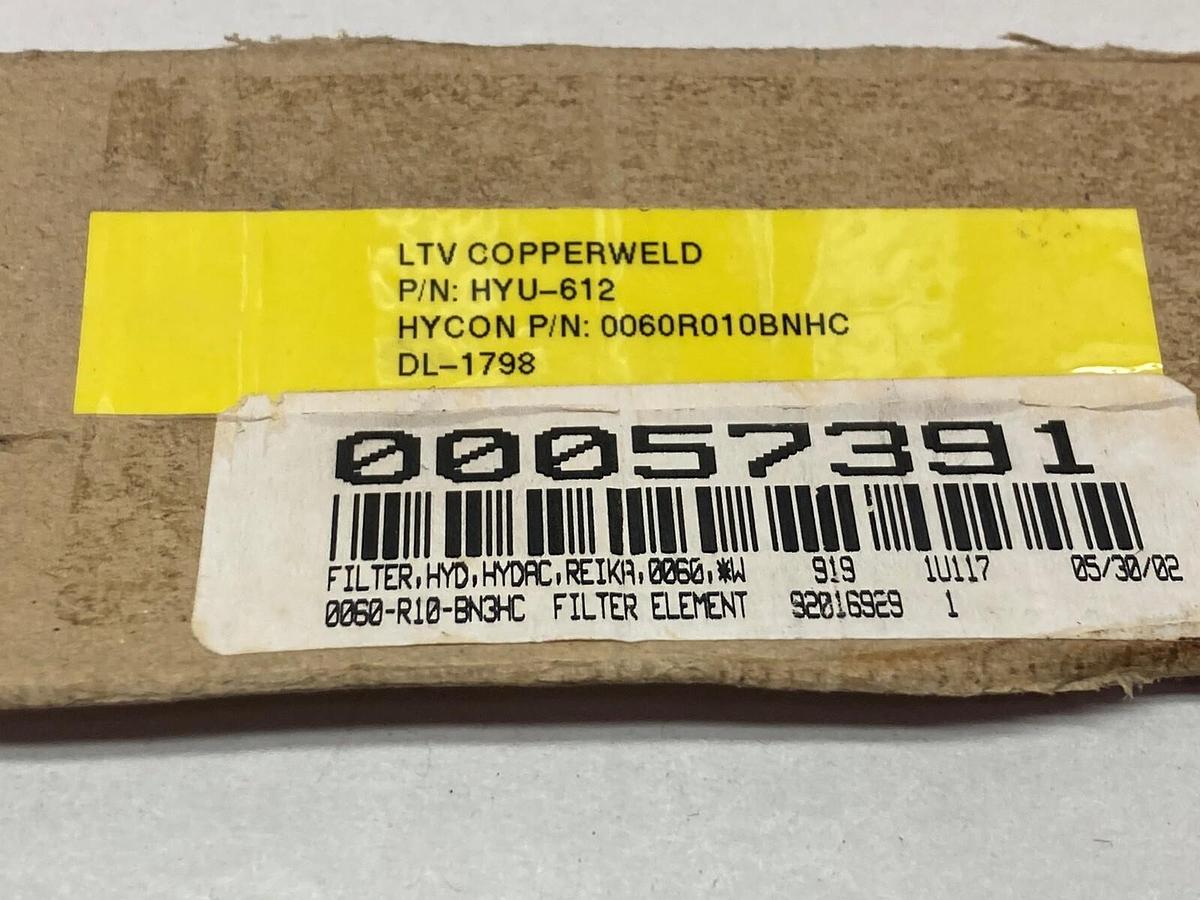 LTV COPPERWELD
P/N: HYU-612
HYCON P/N: 0060R010BNHC
DL-1798
00057391
FILTER,HYD,HYDAC,REIKA,0060,*W 919 1U117 05/30/02
0060-R10-BN3HC FILTER ELEMENT 92016929 1